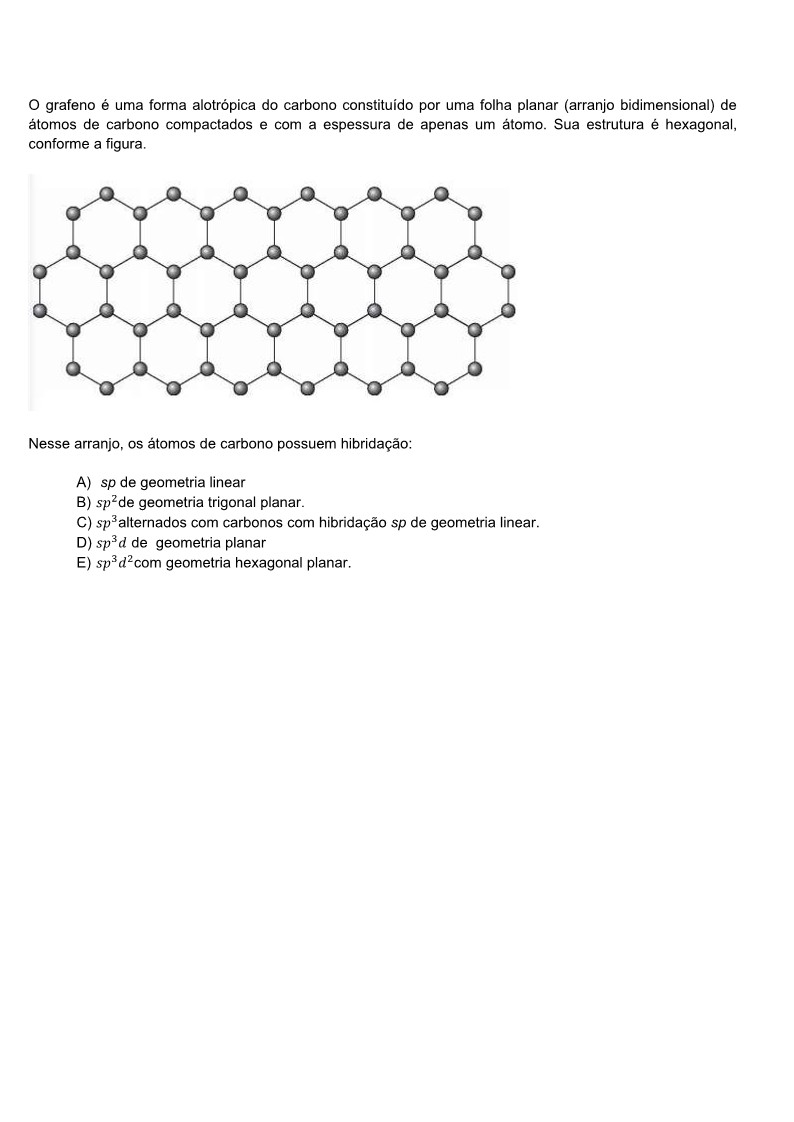 O grafeno é uma forma alotrópica do carbono constituído por uma folha planar (arranjo bidimensional) de
átomos de carbono compactados e com a espessura de apenas um átomo. Sua estrutura é hexagonal,
conforme a figura.
Nesse arranjo, os átomos de carbono possuem hibridação:
A) sp de geometria linear
B) sp²de geometria trigonal planar.
C) sp³alternados com carbonos com hibridação sp de geometria linear.
D) sp³d de geometria planar
E) sp³d²com geometria hexagonal planar.